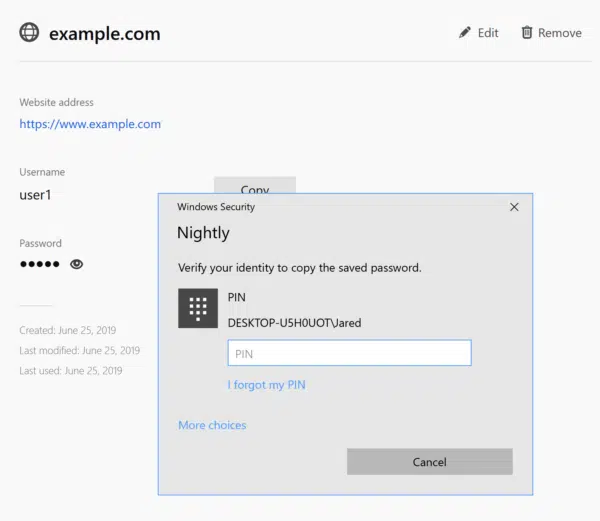 example.com
Edit
Remove
Website address
https://www.example.com
Username
user1
Copy
Password
Created: June 25, 2019
Last modified: June 25, 2019
Last used: June 25, 2019
Windows Security
Nightly
Verify your identity to copy the saved password.
PIN
DESKTOP-U5H0UOT\Jared
PIN
I forgot my PIN
More choices
Cancel